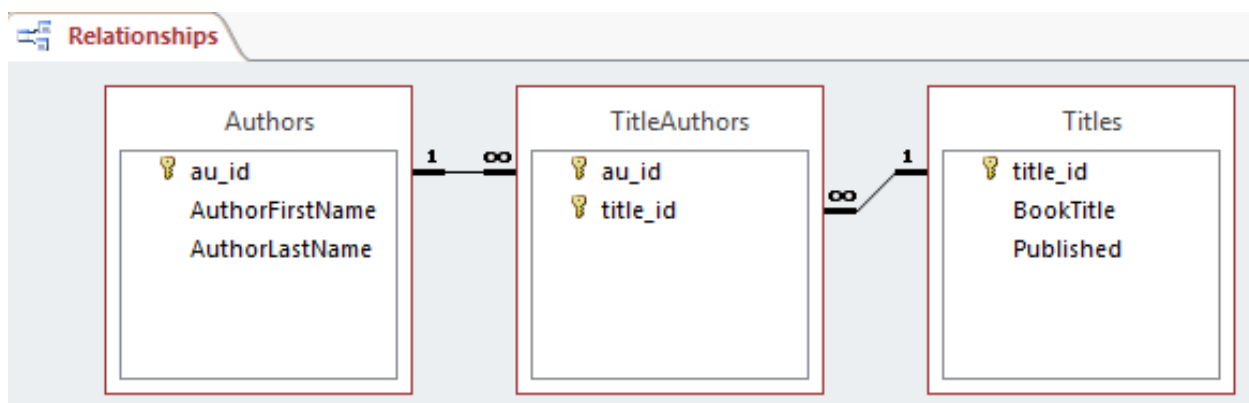 Relationships
Authors
au_id
AuthorFirstName
AuthorLastName
1 ∞
TitleAuthors
au_id
title_id
∞ 1
Titles
title_id
BookTitle
Published